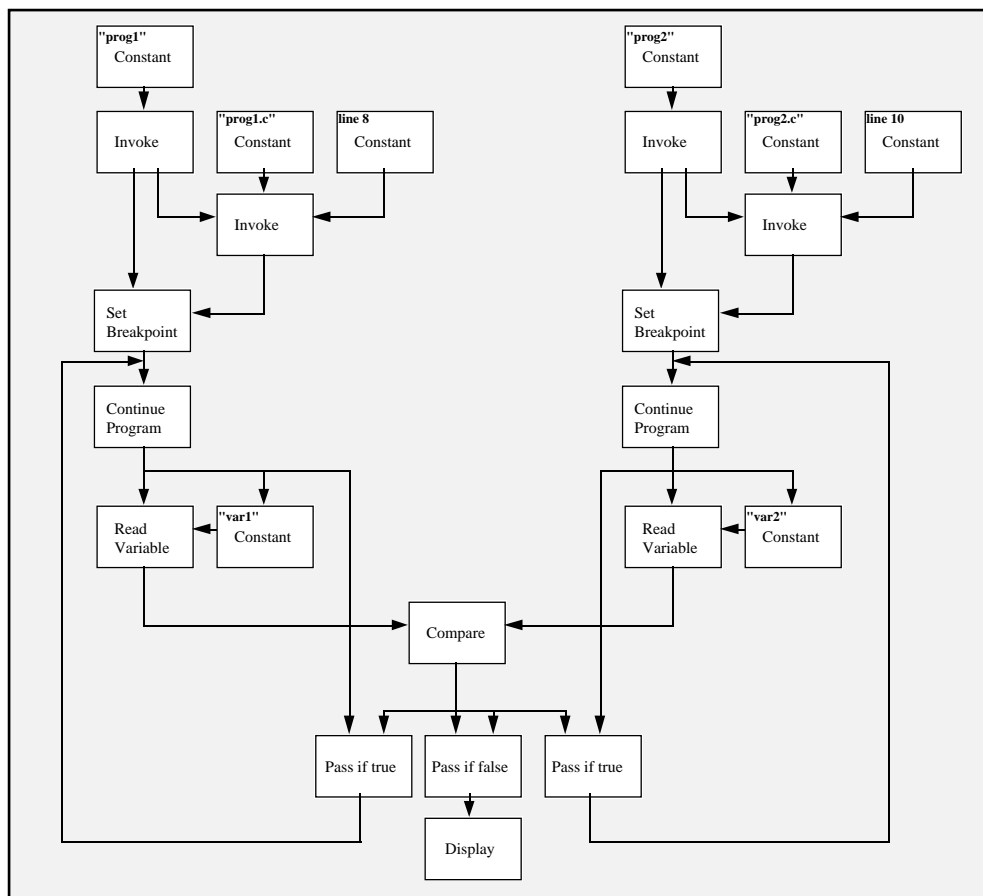 "prog1"
Constant
"prog2"
Constant
Invoke
"prog1.c"
Constant
line 8
Constant
Invoke
"prog2.c"
Constant
line 10
Constant
Invoke
Invoke
Set
Breakpoint
Set
Breakpoint
Continue
Program
Continue
Program
Read
Variable
"var1"
Constant
Read
Variable
"var2"
Constant
Compare
Pass if true
Pass if false
Pass if true
Display